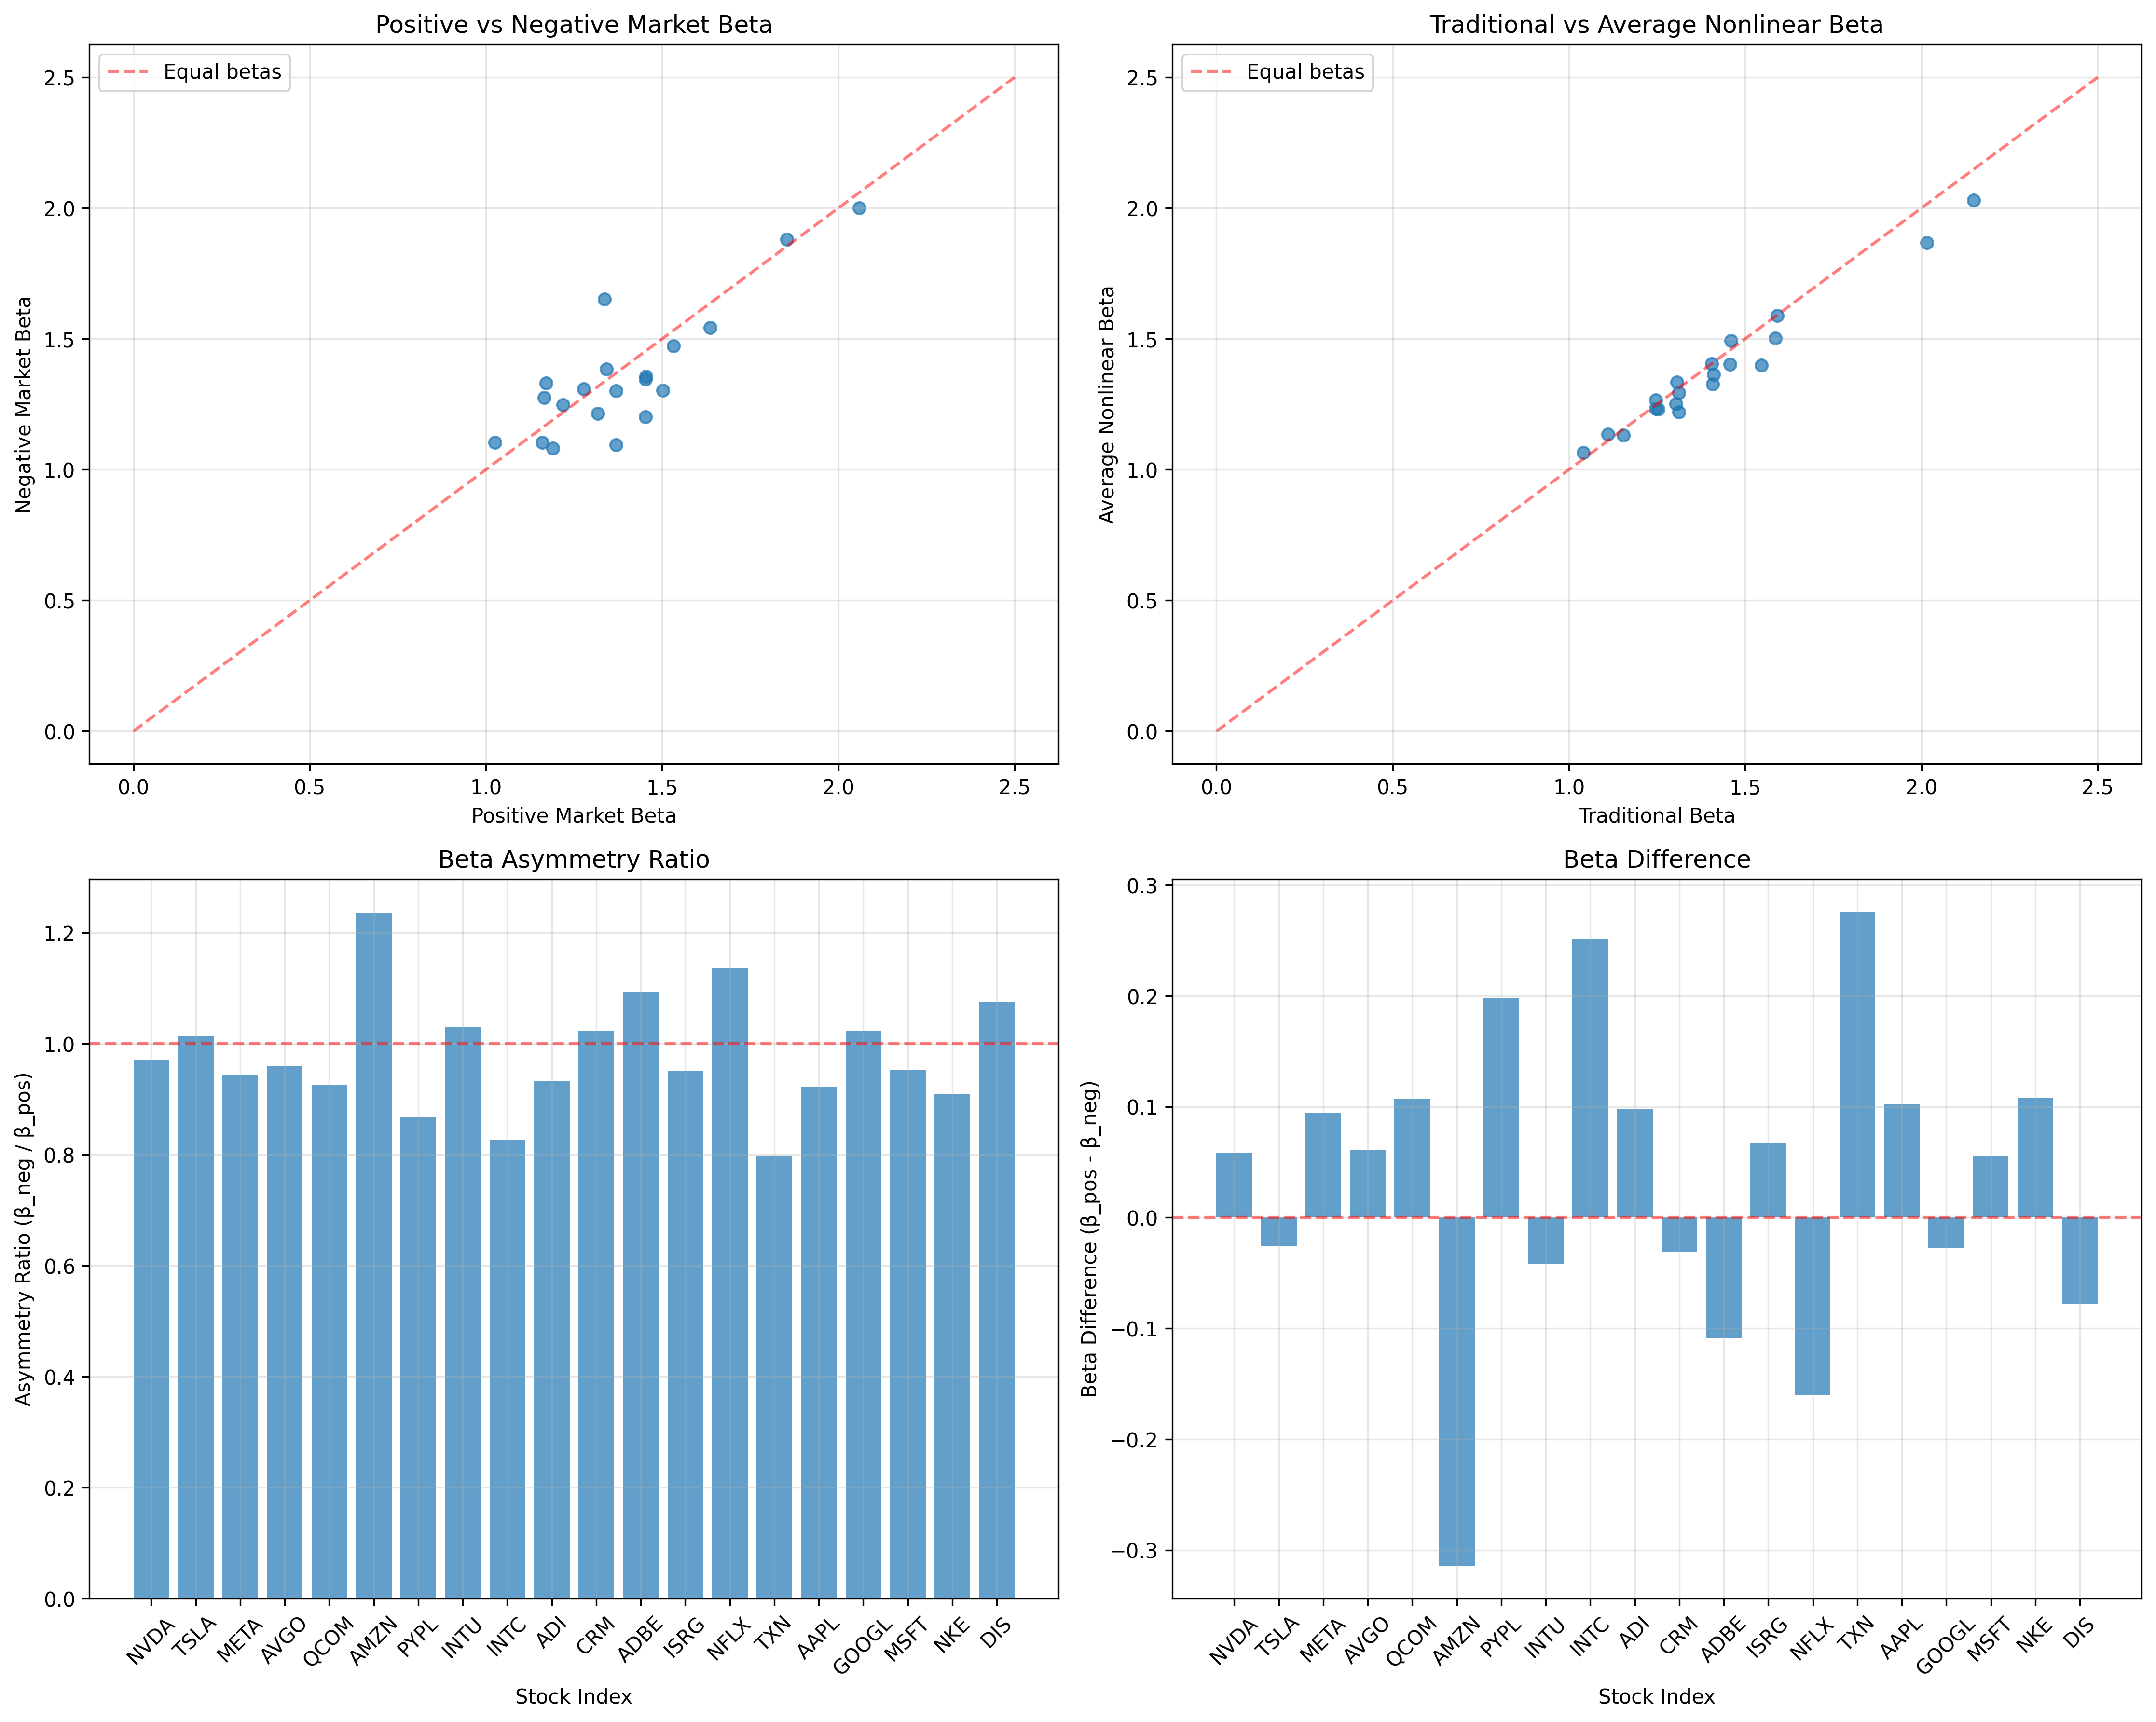 Positive vs Negative Market Beta
Equal betas
2.5
2.0
1.5
1.0
0.5
0.0
Negative Market Beta
0.0 0.5 1.0 1.5 2.0 2.5
Positive Market Beta
Traditional vs Average Nonlinear Beta
Equal betas
2.5
2.0
1.5
1.0
0.5
0.0
Average Nonlinear Beta
0.0 0.5 1.0 1.5 2.0 2.5
Traditional Beta
Beta Asymmetry Ratio
1.2
1.0
0.8
0.6
0.4
0.2
0.0
Asymmetry Ratio (β_neg / β_pos)
NVDA TSLA META AVGO QCOM AMZN PYPL INTU INTC ADI CRM ADBE ISRG NFLX TXN AAPL GOOGL MSFT NKE DIS
Stock Index
Beta Difference
0.3
0.2
0.1
0.0
−0.1
−0.2
−0.3
Beta Difference (β_pos - β_neg)
NVDA TSLA META AVGO QCOM AMZN PYPL INTU INTC ADI CRM ADBE ISRG NFLX TXN AAPL GOOGL MSFT NKE DIS
Stock Index